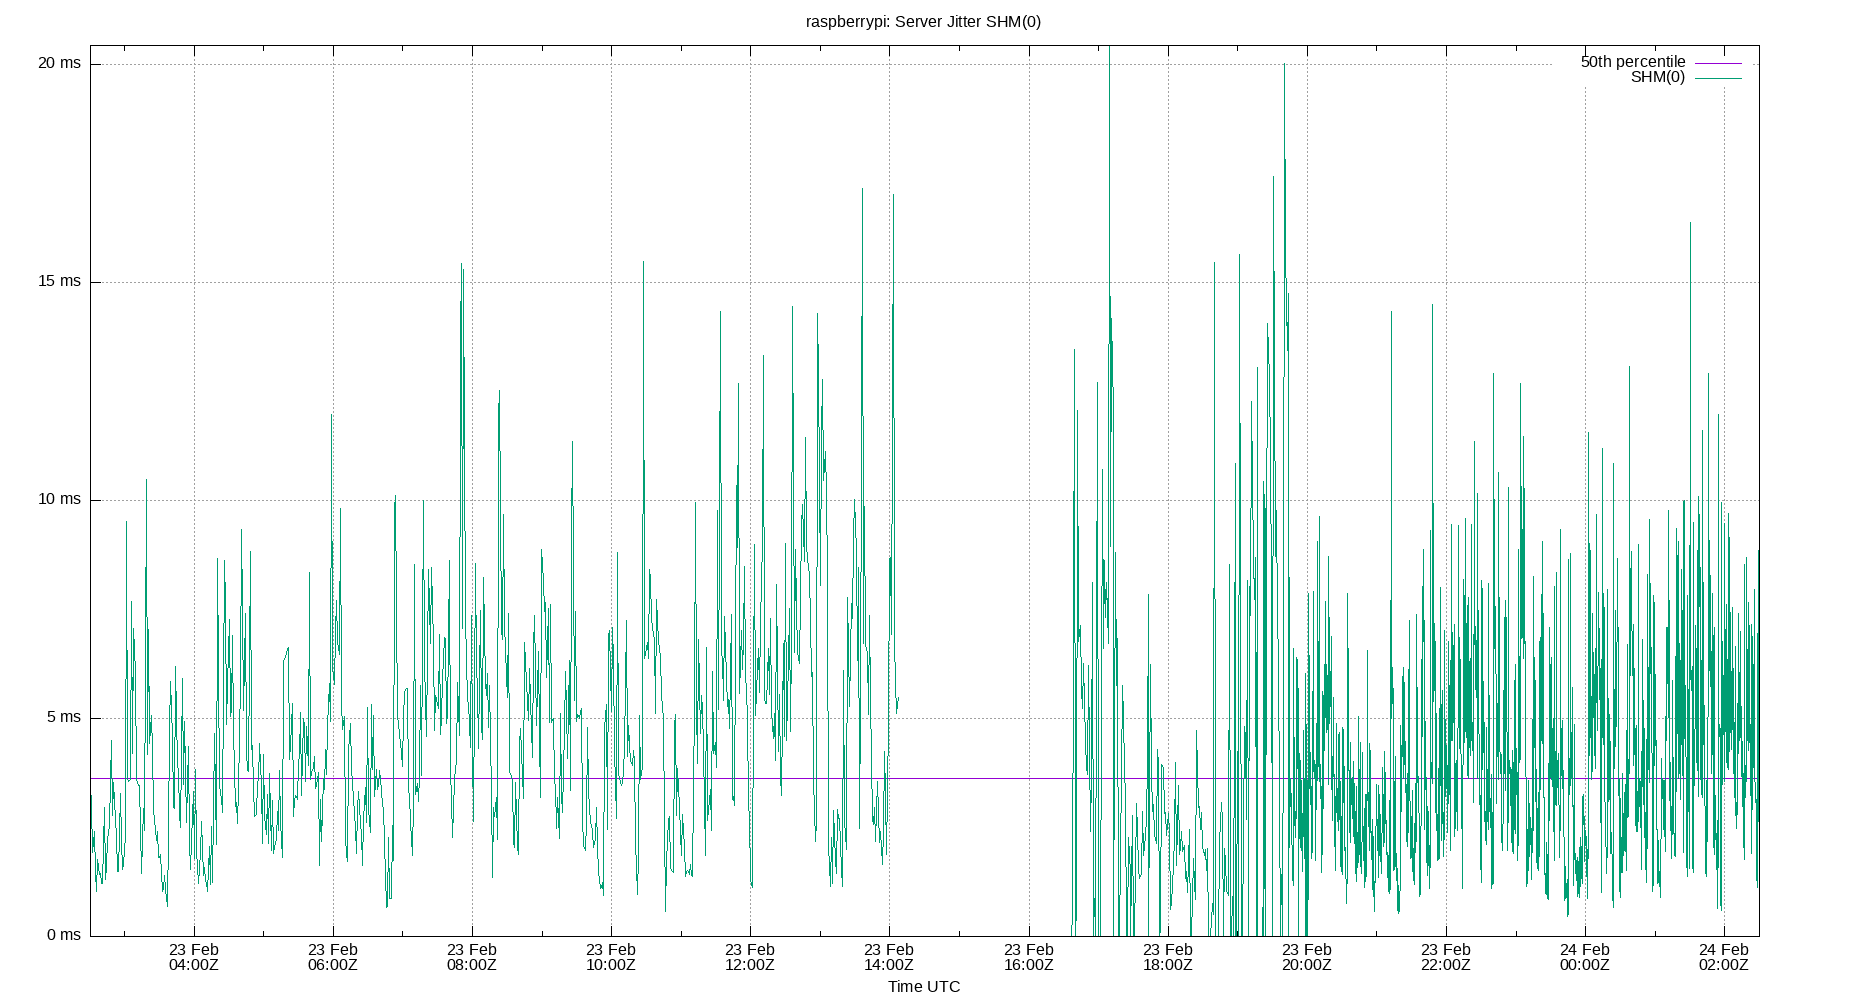 raspberrypi: Server Jitter SHM(0)
20 ms
15 ms
10 ms
5 ms
0 ms
50th percentile
SHM(0)
23 Feb 23 Feb 23 Feb 23 Feb 23 Feb 23 Feb 23 Feb 23 Feb 23 Feb 23 Feb 24 Feb 24 Feb
04:00Z 06:00Z 08:00Z 10:00Z 12:00Z 14:00Z 16:00Z 18:00Z 20:00Z 22:00Z 00:00Z 02:00Z
Time UTC